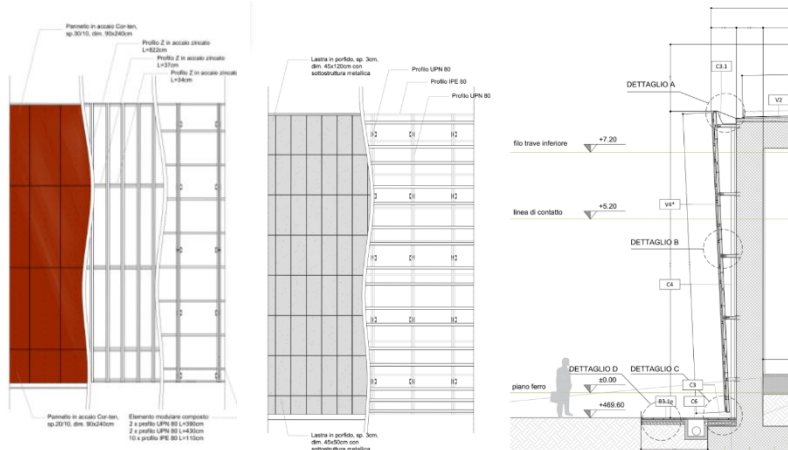 Pannello in accaio Cor-ten,
sp.30/10, dim. 90x240cm
Profilo Z in accaio zincato
L=822cm
Profilo Z in accaio zincato
L=37cm
Profilo Z in accaio zincato
L=34cm
Pannello in accaio Cor-ten,
sp.20/10, dim. 90x240cm
Elemento modulare composto
2 x profilo UPN 80 L=390cm
2 x profilo UPN 80 L=430cm
10 x profilo IPE 80 L=110cm
Lastra in porfido, sp. 3cm,
dim. 45x120cm con
sottostruttura metallica
Profilo UPN 80
Profilo IPE 80
Profilo UPN 80
Lastra in porfido, sp. 3cm,
dim. 45x50cm con
sottostruttura metallica
C3.1
DETTAGLIO A
V2
filo trave inferiore
+7.20
V4*
linea di contatto
+5.20
DETTAGLIO B
C4
DETTAGLIO D
DETTAGLIO C
piano ferro
±0.00
C5
+469.60
C6